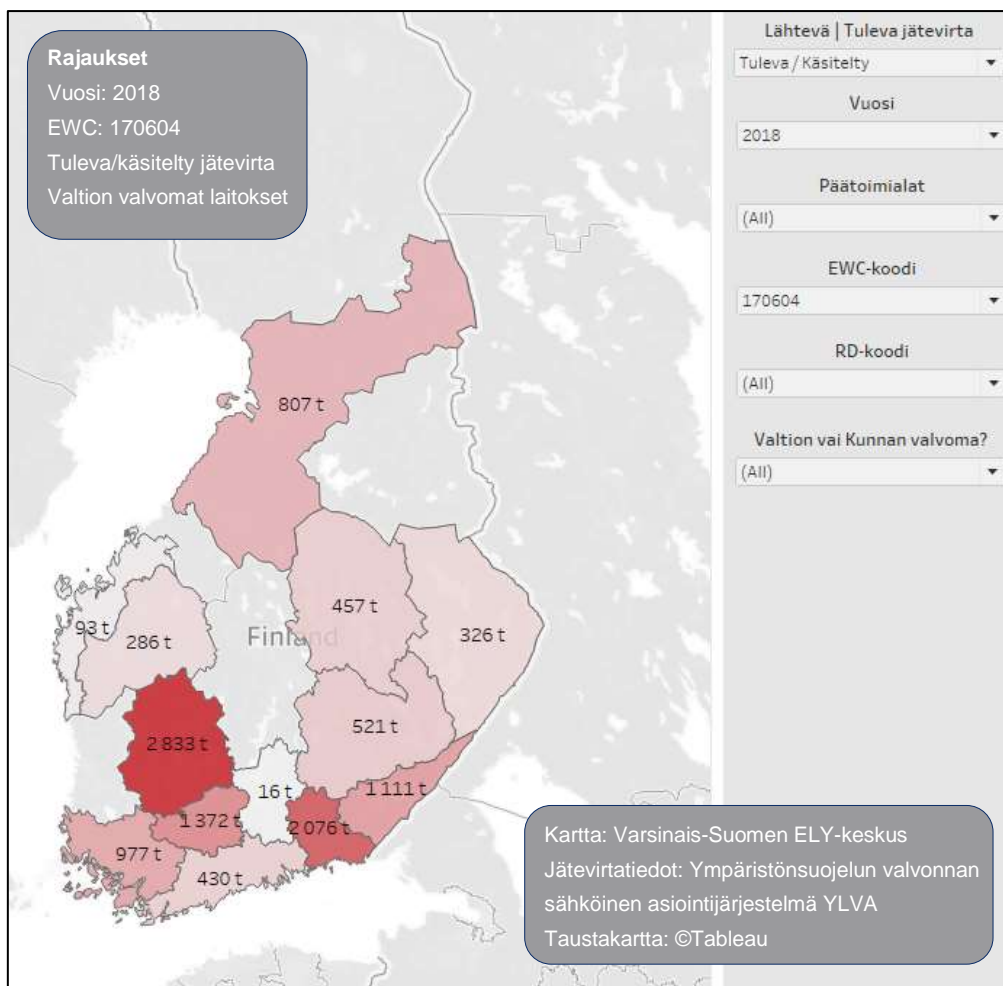 Rajaukset
Vuosi: 2018
EWC: 170604
Tuleva/käsitelty jätevirta
Valtion valvomat laitokset
Lähtevä | Tuleva jätevirta
Tuleva / Käsitelty
Vuosi
2018
Päätoimialat
(All)
EWC-koodi
170604
RD-koodi
(All)
Valtion vai Kunnan valvoma?
(All)
807 t
457 t
326 t
93 t
286 t
Finland
521 t
2 833 t
16 t
1 111 t
1 372 t
2 076 t
977 t
430 t
Kartta: Varsinais-Suomen ELY-keskus
Jätevirtatiedot: Ympäristönsuojelun valvonnan
sähköinen asiointijärjestelmä YLVA
Taustakartta: ©Tableau